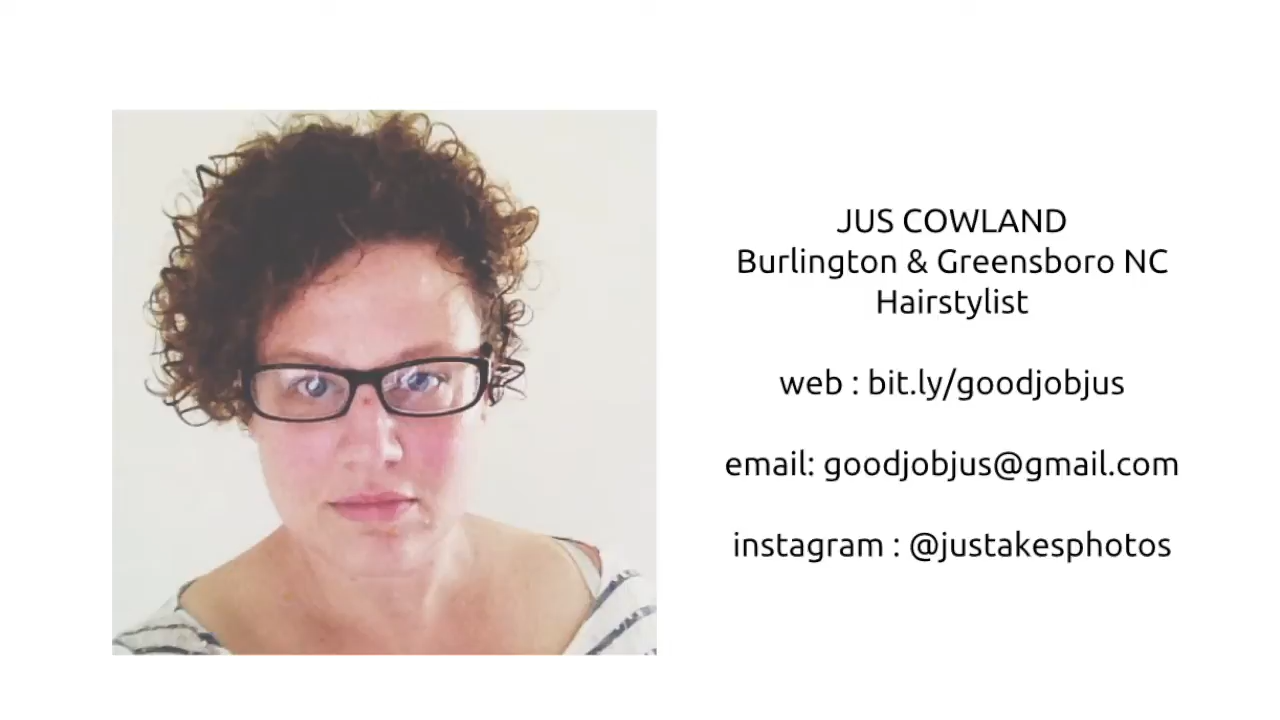 JUS COWLAND
Burlington & Greensboro NC
Hairstylist
web : bit.ly/goodjobjus
email: goodjobjus@gmail.com
instagram : @justakesphotos